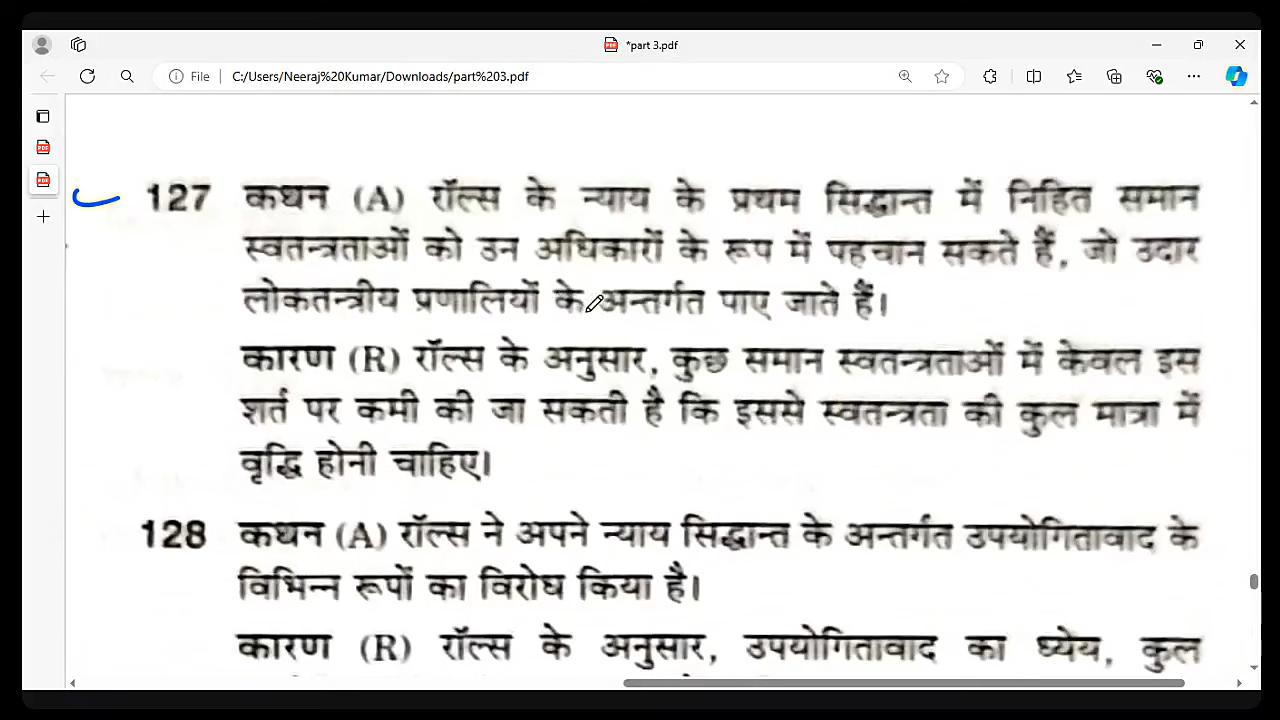 *part 3.pdf
File
C:/Users/Neeraj%20Kumar/Downloads/part%203.pdf
127 कथन (A) रॉल्स के न्याय के प्रथम सिद्धान्त में निहित समान
स्वतन्त्रताओं को उन अधिकारों के रूप में पहचान सकते हैं, जो उदार
लोकतन्त्रीय प्रणालियों के अन्तर्गत पाए जाते हैं।
कारण (R) रॉल्स के अनुसार, कुछ समान स्वतन्त्रताओं में केवल इस
शर्त पर कमी की जा सकती है कि इससे स्वतन्त्रता की कुल मात्रा में
वृद्धि होनी चाहिए।
128 कथन (A) रॉल्स ने अपने न्याय सिद्धान्त के अन्तर्गत उपयोगितावाद के
विभिन्न रूपों का विरोध किया है।
कारण (R) रॉल्स के अनुसार, उपयोगितावाद का ध्येय, कुल